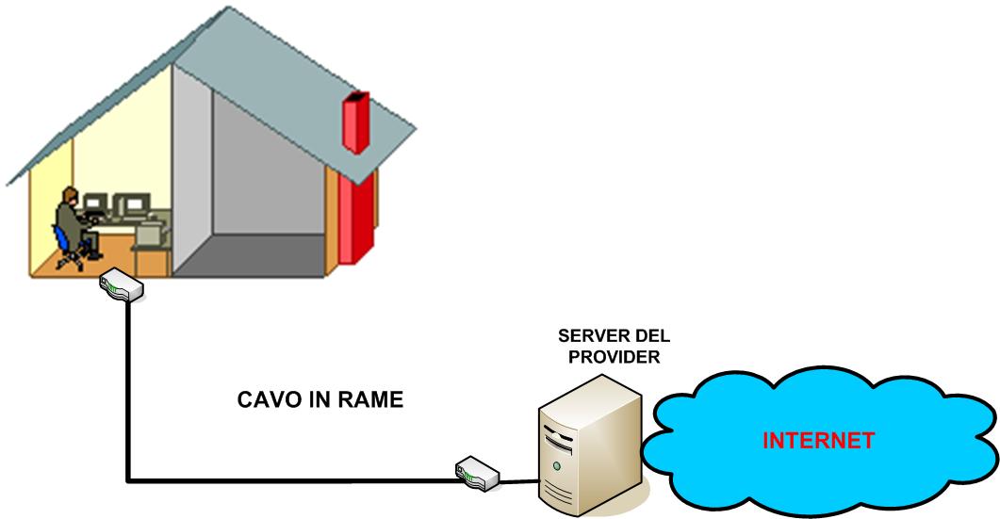 SERVER DEL
PROVIDER
CAVO IN RAME
INTERNET